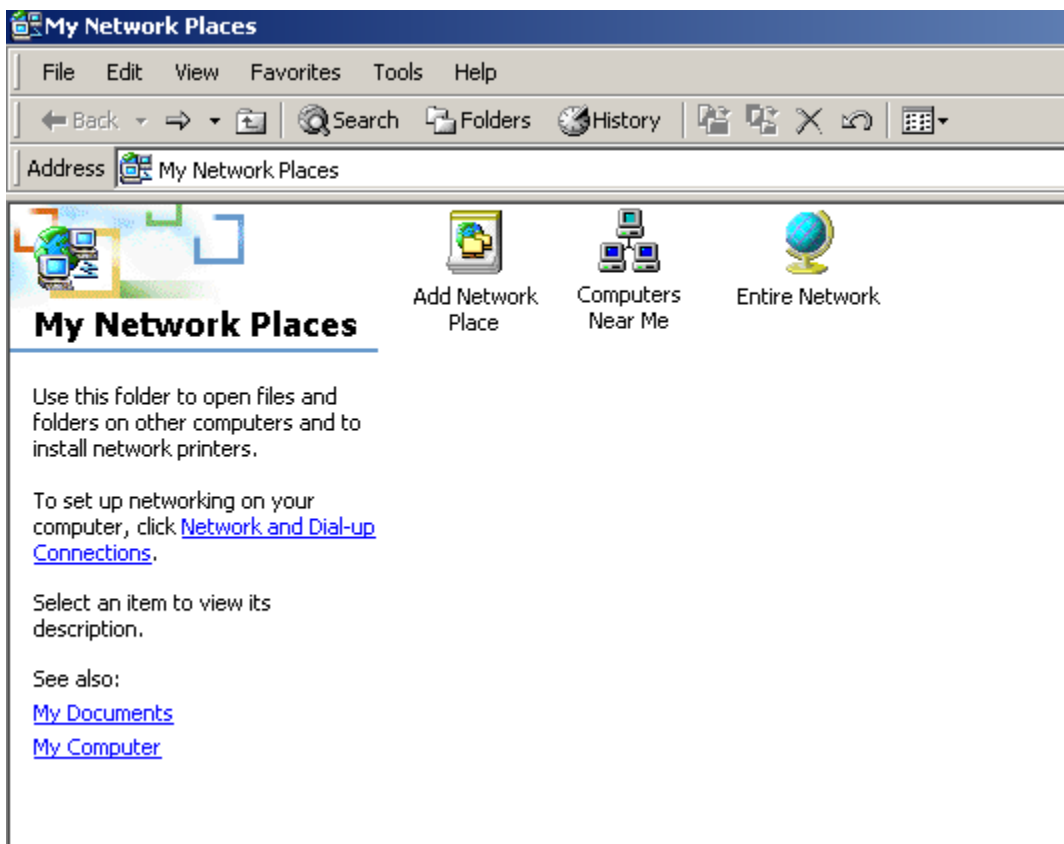 My Network Places
File Edit View Favorites Tools Help
Back Search Folders History
Address My Network Places
Add Network Place
Computers Near Me
Entire Network
My Network Places
Use this folder to open files and
folders on other computers and to
install network printers.
To set up networking on your
computer, click Network and Dial-up
Connections.
Select an item to view its
description.
See also:
My Documents
My Computer